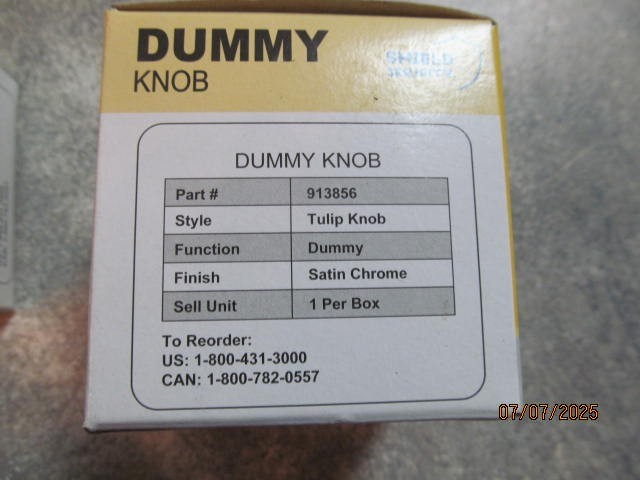 DUMMY
KNOB
SHIELD
SECURITY
DUMMY KNOB
Part # 913856
Style Tulip Knob
Function Dummy
Finish Satin Chrome
Sell Unit 1 Per Box
To Reorder:
US: 1-800-431-3000
CAN: 1-800-782-0557
07/07/2025